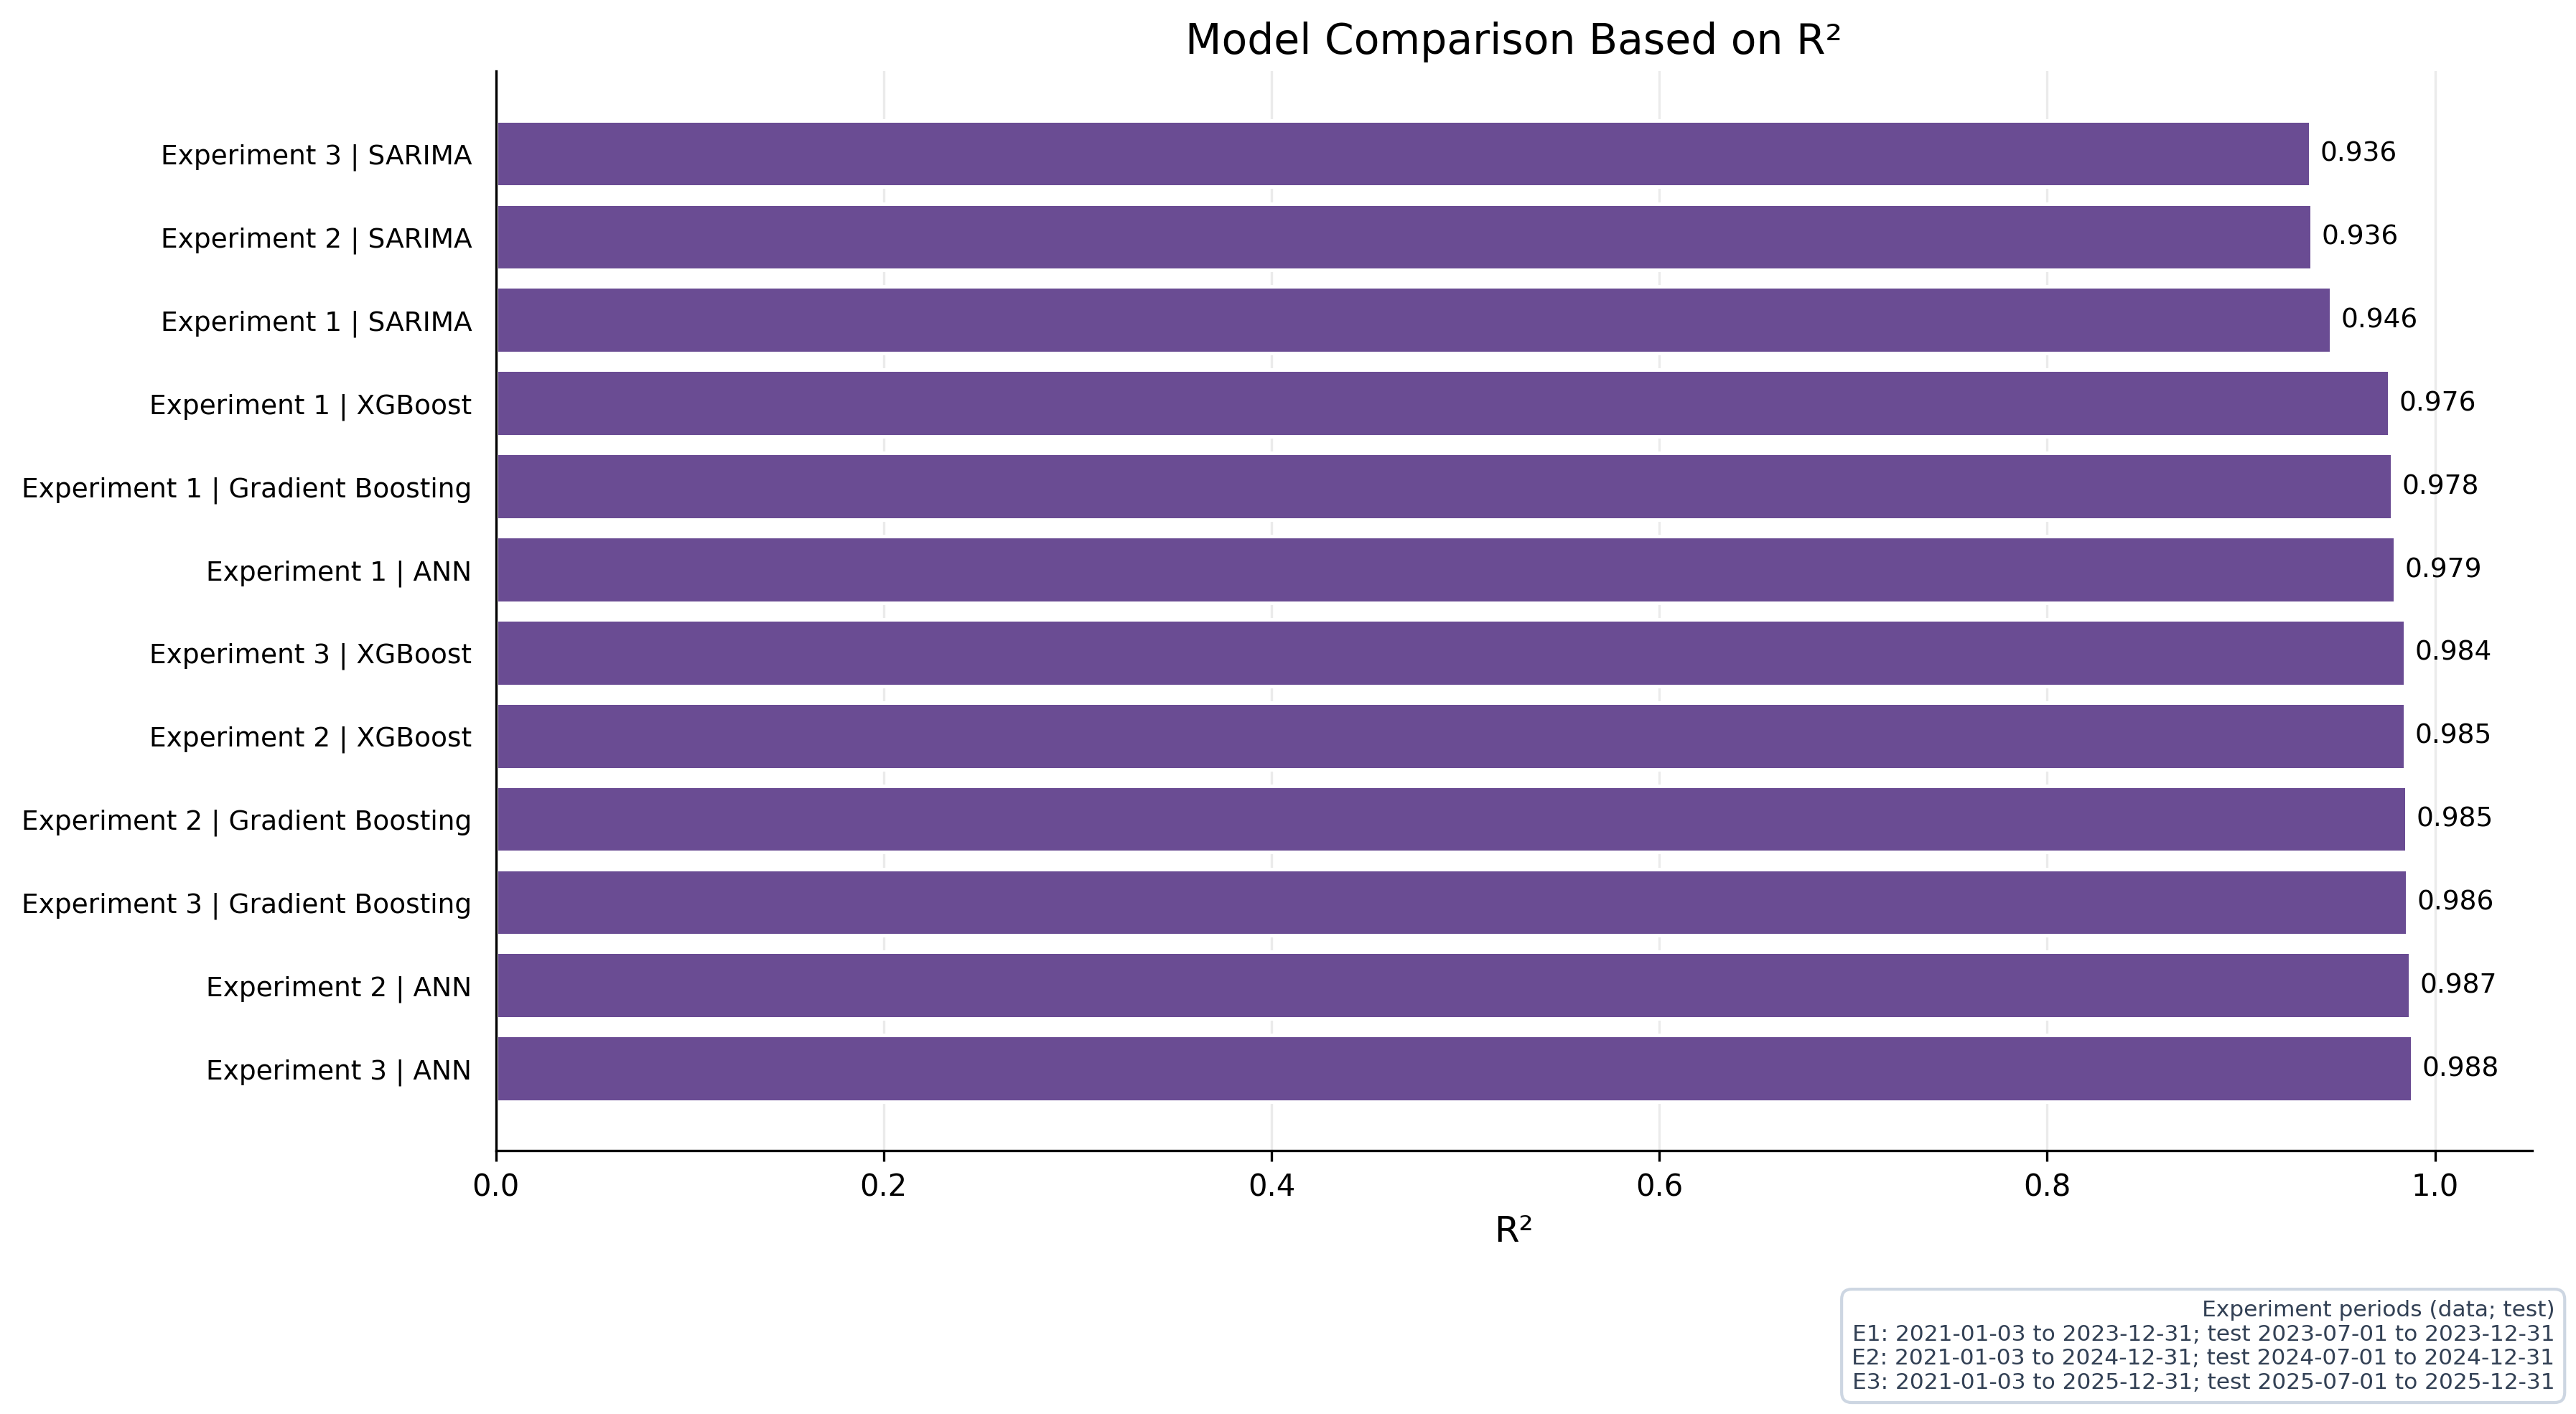 Model Comparison Based on R²
Experiment 3 | SARIMA 0.936
Experiment 2 | SARIMA 0.936
Experiment 1 | SARIMA 0.946
Experiment 1 | XGBoost 0.976
Experiment 1 | Gradient Boosting 0.978
Experiment 1 | ANN 0.979
Experiment 3 | XGBoost 0.984
Experiment 2 | XGBoost 0.985
Experiment 2 | Gradient Boosting 0.985
Experiment 3 | Gradient Boosting 0.986
Experiment 2 | ANN 0.987
Experiment 3 | ANN 0.988
0.0 0.2 0.4 0.6 0.8 1.0
R²
Experiment periods (data; test)
E1: 2021-01-03 to 2023-12-31; test 2023-07-01 to 2023-12-31
E2: 2021-01-03 to 2024-12-31; test 2024-07-01 to 2024-12-31
E3: 2021-01-03 to 2025-12-31; test 2025-07-01 to 2025-12-31